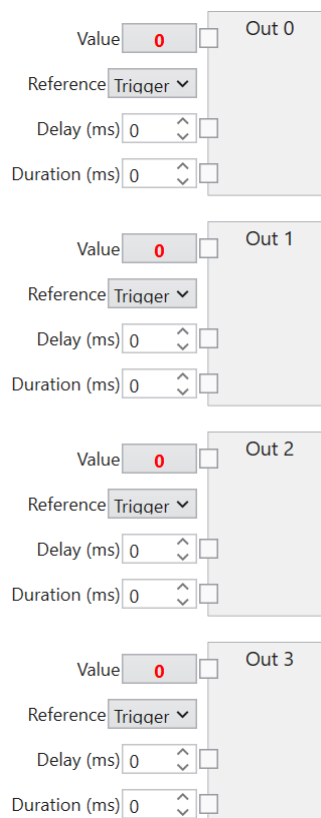 Value 0 Out 0
Reference Trigger
Delay (ms) 0
Duration (ms) 0
Value 0 Out 1
Reference Trigger
Delay (ms) 0
Duration (ms) 0
Value 0 Out 2
Reference Trigger
Delay (ms) 0
Duration (ms) 0
Value 0 Out 3
Reference Trigger
Delay (ms) 0
Duration (ms) 0